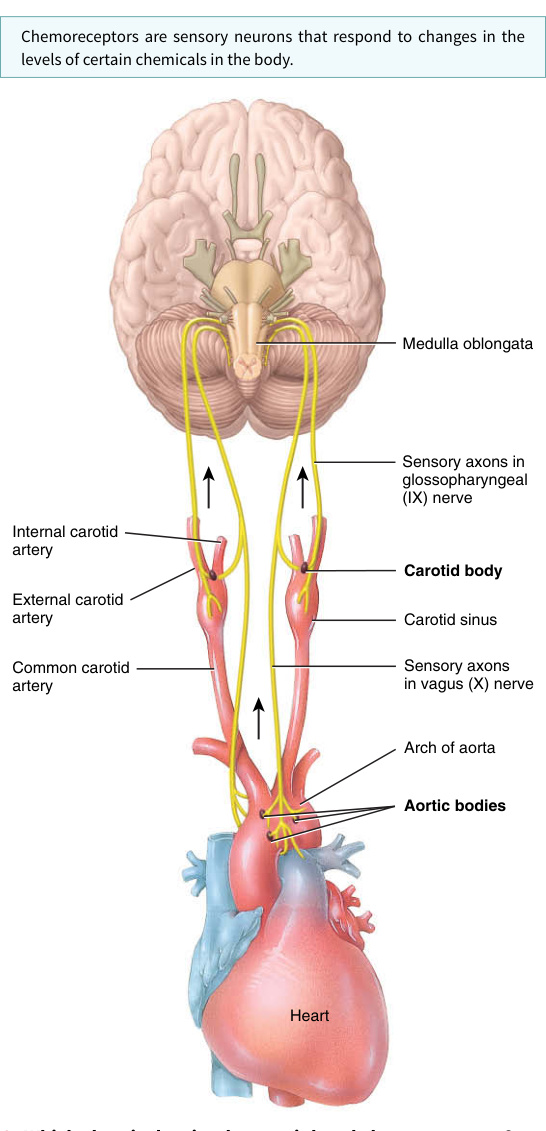 Chemoreceptors are sensory neurons that respond to changes in the
levels of certain chemicals in the body.
Medulla oblongata
Sensory axons in
glossopharyngeal
(IX) nerve
Internal carotid
artery
Carotid body
External carotid
artery
Carotid sinus
Common carotid
artery
Sensory axons
in vagus (X) nerve
Arch of aorta
Aortic bodies
Heart